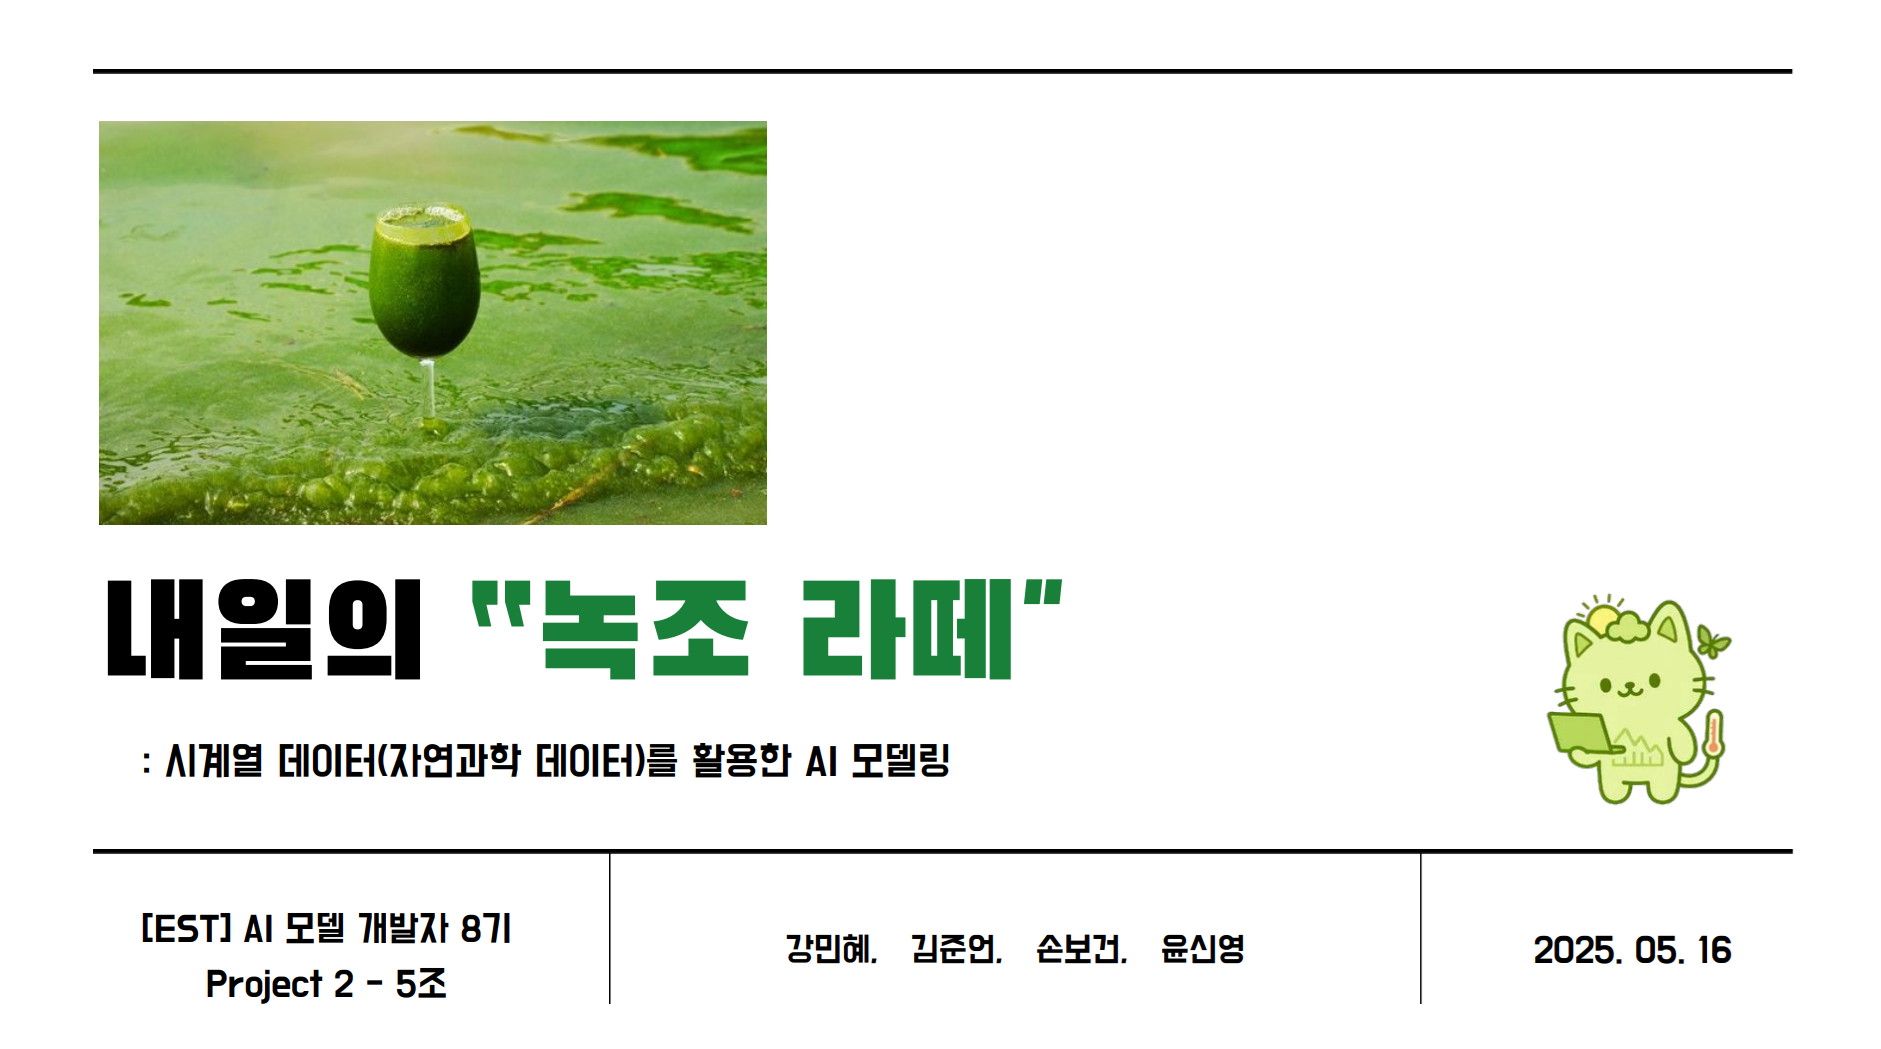 내일의 “녹조 라떼”
: 시계열 데이터(자연과학 데이터)를 활용한 AI 모델링
[EST] AI 모델 개발자 8기
Project 2 - 5조
강민혜, 김준언, 손보건, 윤신영
2025. 05. 16